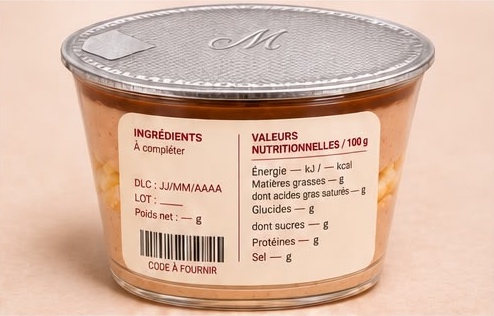 M
INGRÉDIENTS
À compléter
DLC : JJ/MM/AAAA
LOT : ____
Poids net : — g
CODE À FOURNIR
VALEURS
NUTRITIONNELLES / 100 g
Énergie — kJ / — kcal
Matières grasses — g
dont acides gras saturés — g
Glucides — g
dont sucres — g
Protéines — g
Sel — g